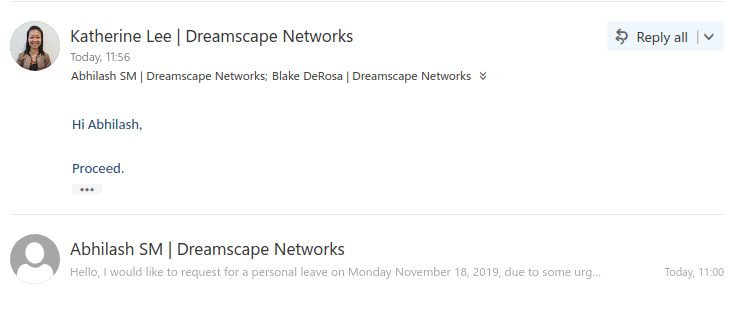 Katherine Lee | Dreamscape Networks
Reply all
Today, 11:56
Abhilash SM | Dreamscape Networks; Blake DeRosa | Dreamscape Networks
Hi Abhilash,
Proceed.
Abhilash SM | Dreamscape Networks
Hello, I would like to request for a personal leave on Monday November 18, 2019, due to some urg...
Today, 11:00